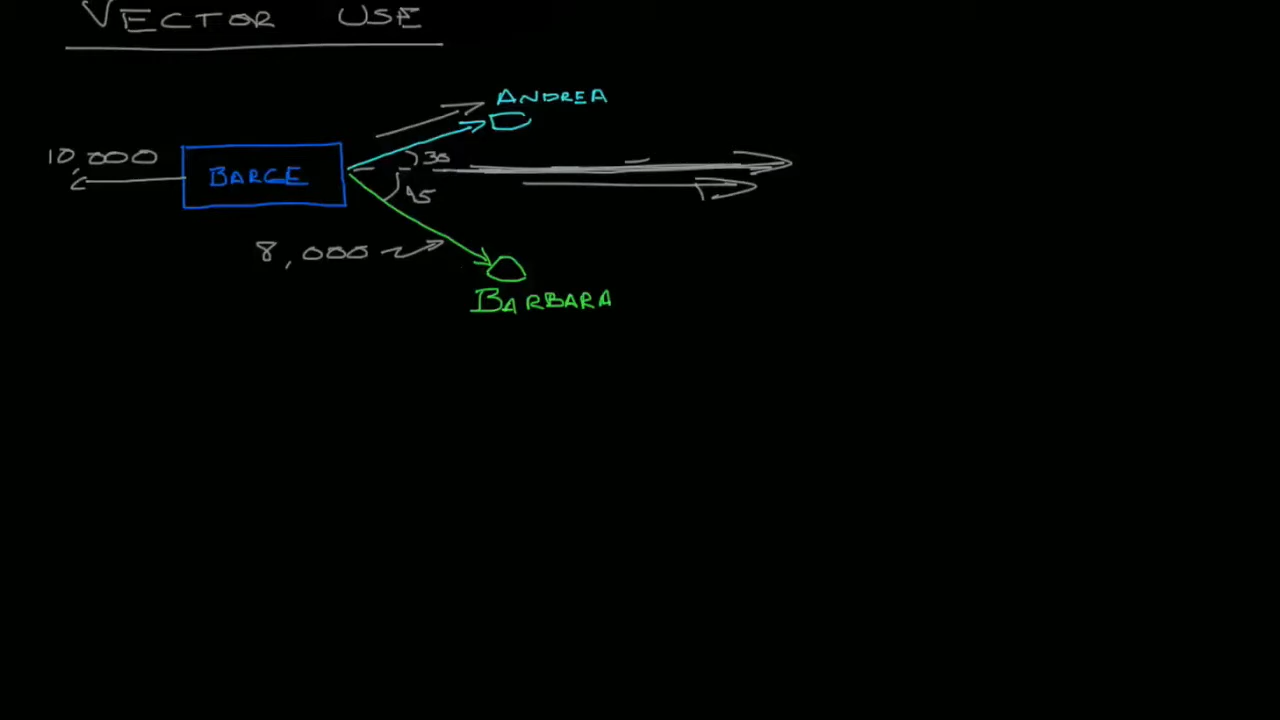 VECTOR USE
ANDREA
10,000
30
BARGE
45
8,000 N
BARBARA